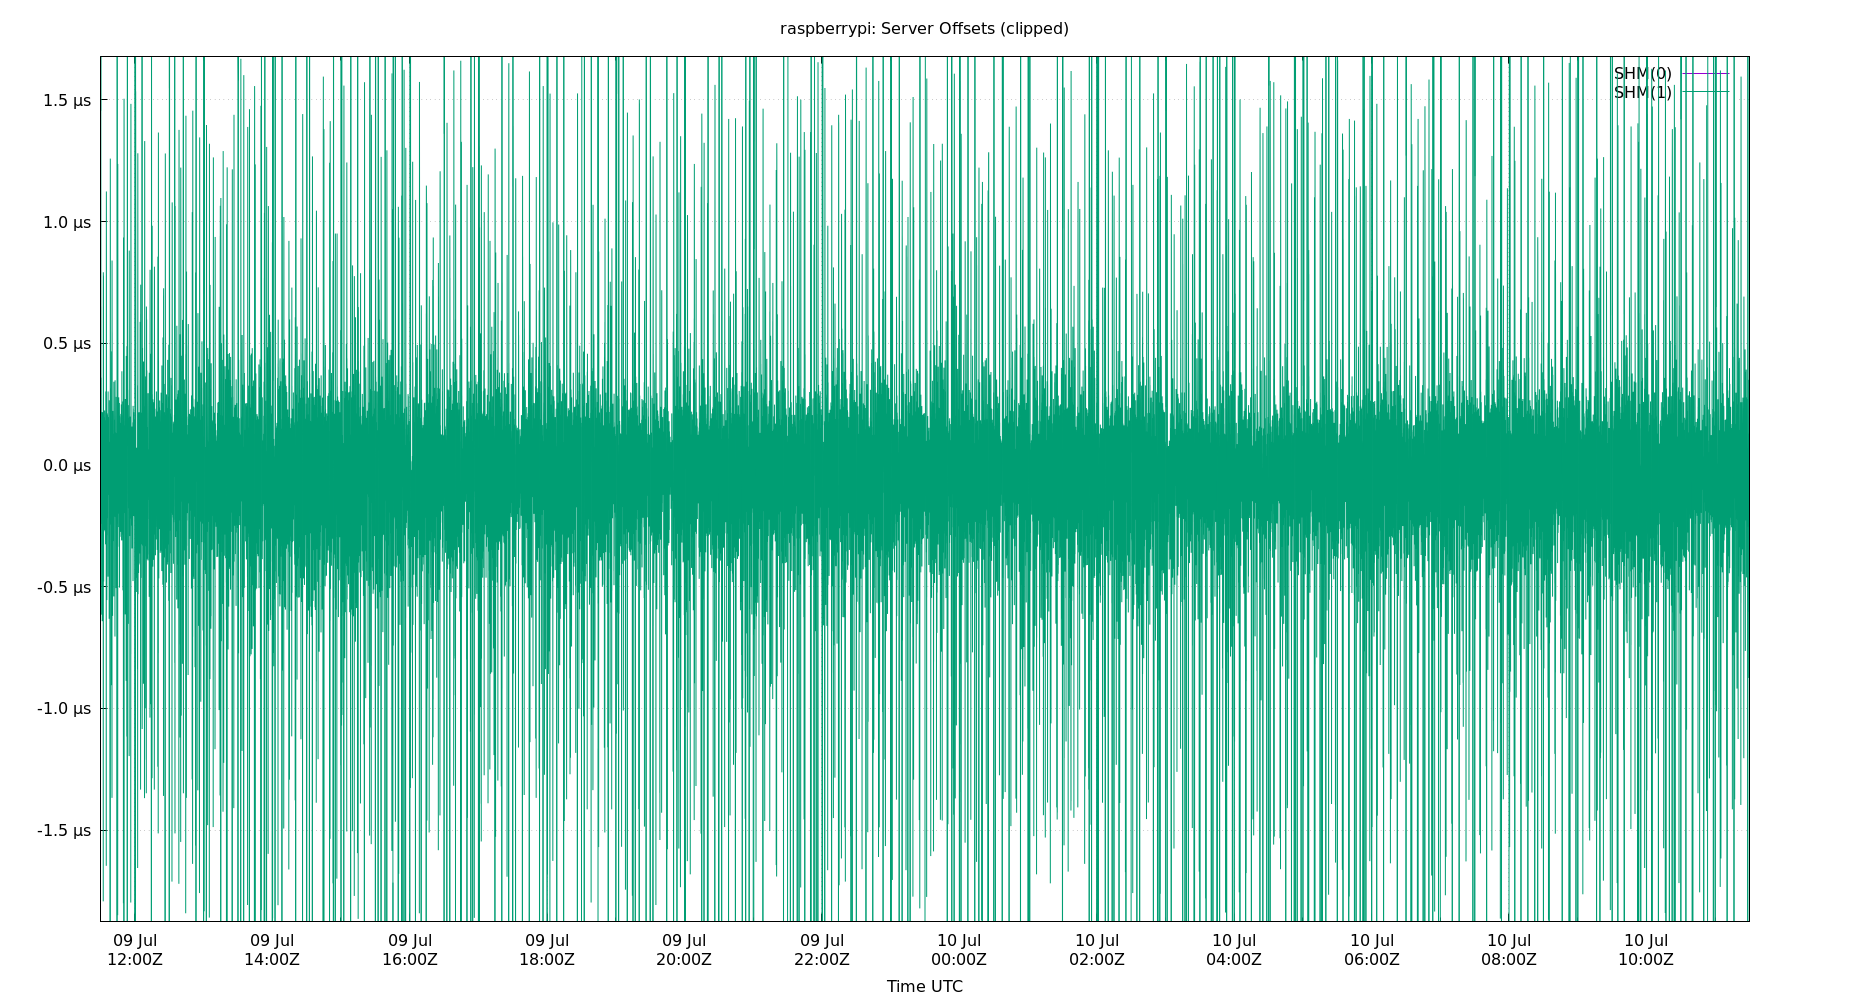 raspberrypi: Server Offsets (clipped)
SHM(0)
SHM(1)
1.5 µs
1.0 µs
0.5 µs
0.0 µs
-0.5 µs
-1.0 µs
-1.5 µs
09 Jul 09 Jul 09 Jul 09 Jul 09 Jul 09 Jul 10 Jul 10 Jul 10 Jul 10 Jul 10 Jul 10 Jul
12:00Z 14:00Z 16:00Z 18:00Z 20:00Z 22:00Z 00:00Z 02:00Z 04:00Z 06:00Z 08:00Z 10:00Z
Time UTC